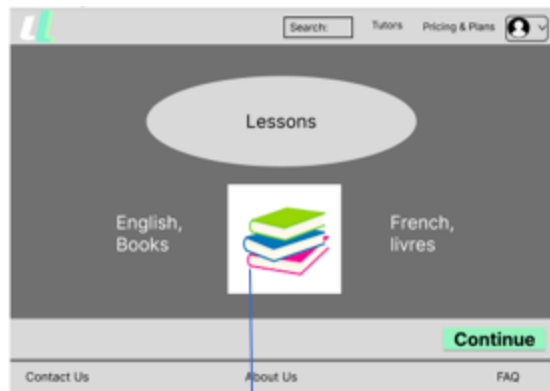 Search:
Tutors
Pricing & Plans
Lessons
English,
Books
French,
livres
Continue
Contact Us
About Us
FAQ